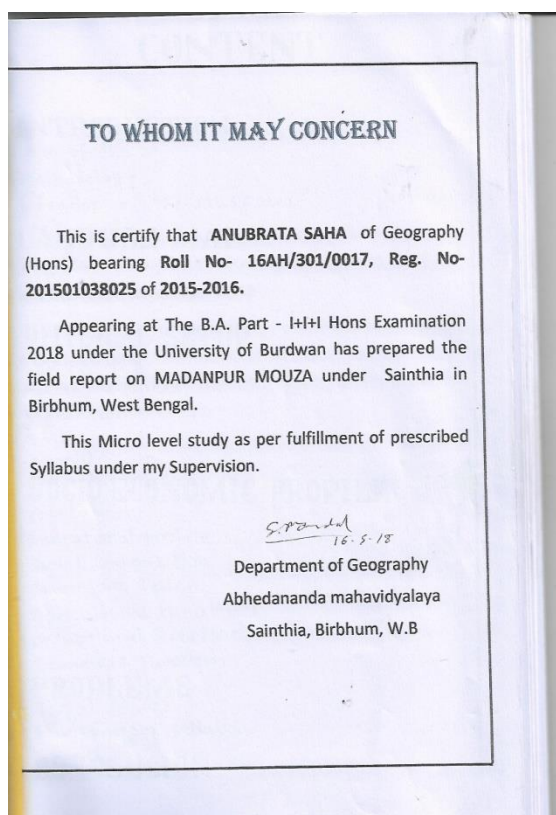 TO WHOM IT MAY CONCERN
This is certify that ANUBRATA SAHA of Geography
(Hons) bearing Roll No- 16AH/301/0017, Reg. No-
201501038025 of 2015-2016.
Appearing at The B.A. Part - I+I+I Hons Examination
2018 under the University of Burdwan has prepared the
field report on MADANPUR MOUZA under Sainthia in
Birbhum, West Bengal.
This Micro level study as per fulfillment of prescribed
Syllabus under my Supervision.
16-5-18
Department of Geography
Abhedananda mahavidyalaya
Sainthia, Birbhum, W.B